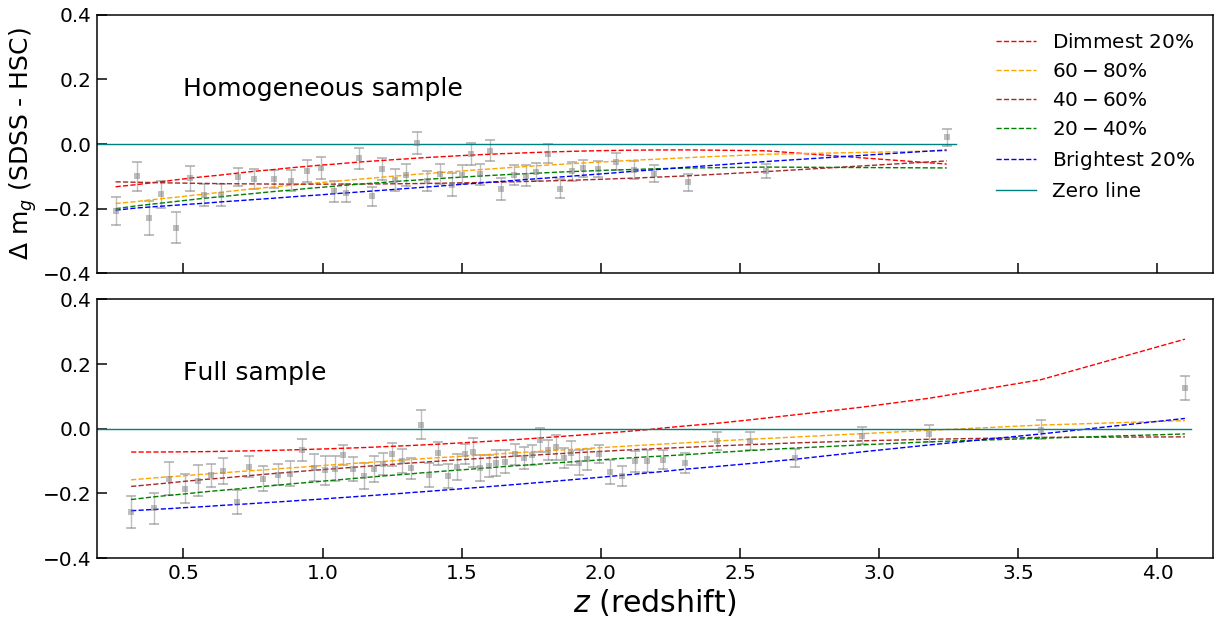 Δ m_g (SDSS - HSC)
0.4
0.2
0.0
−0.2
−0.4
Homogeneous sample
Dimmest 20%
60 − 80%
40 − 60%
20 − 40%
Brightest 20%
Zero line
0.4
0.2
0.0
−0.2
−0.4
Full sample
0.5 1.0 1.5 2.0 2.5 3.0 3.5 4.0
z (redshift)